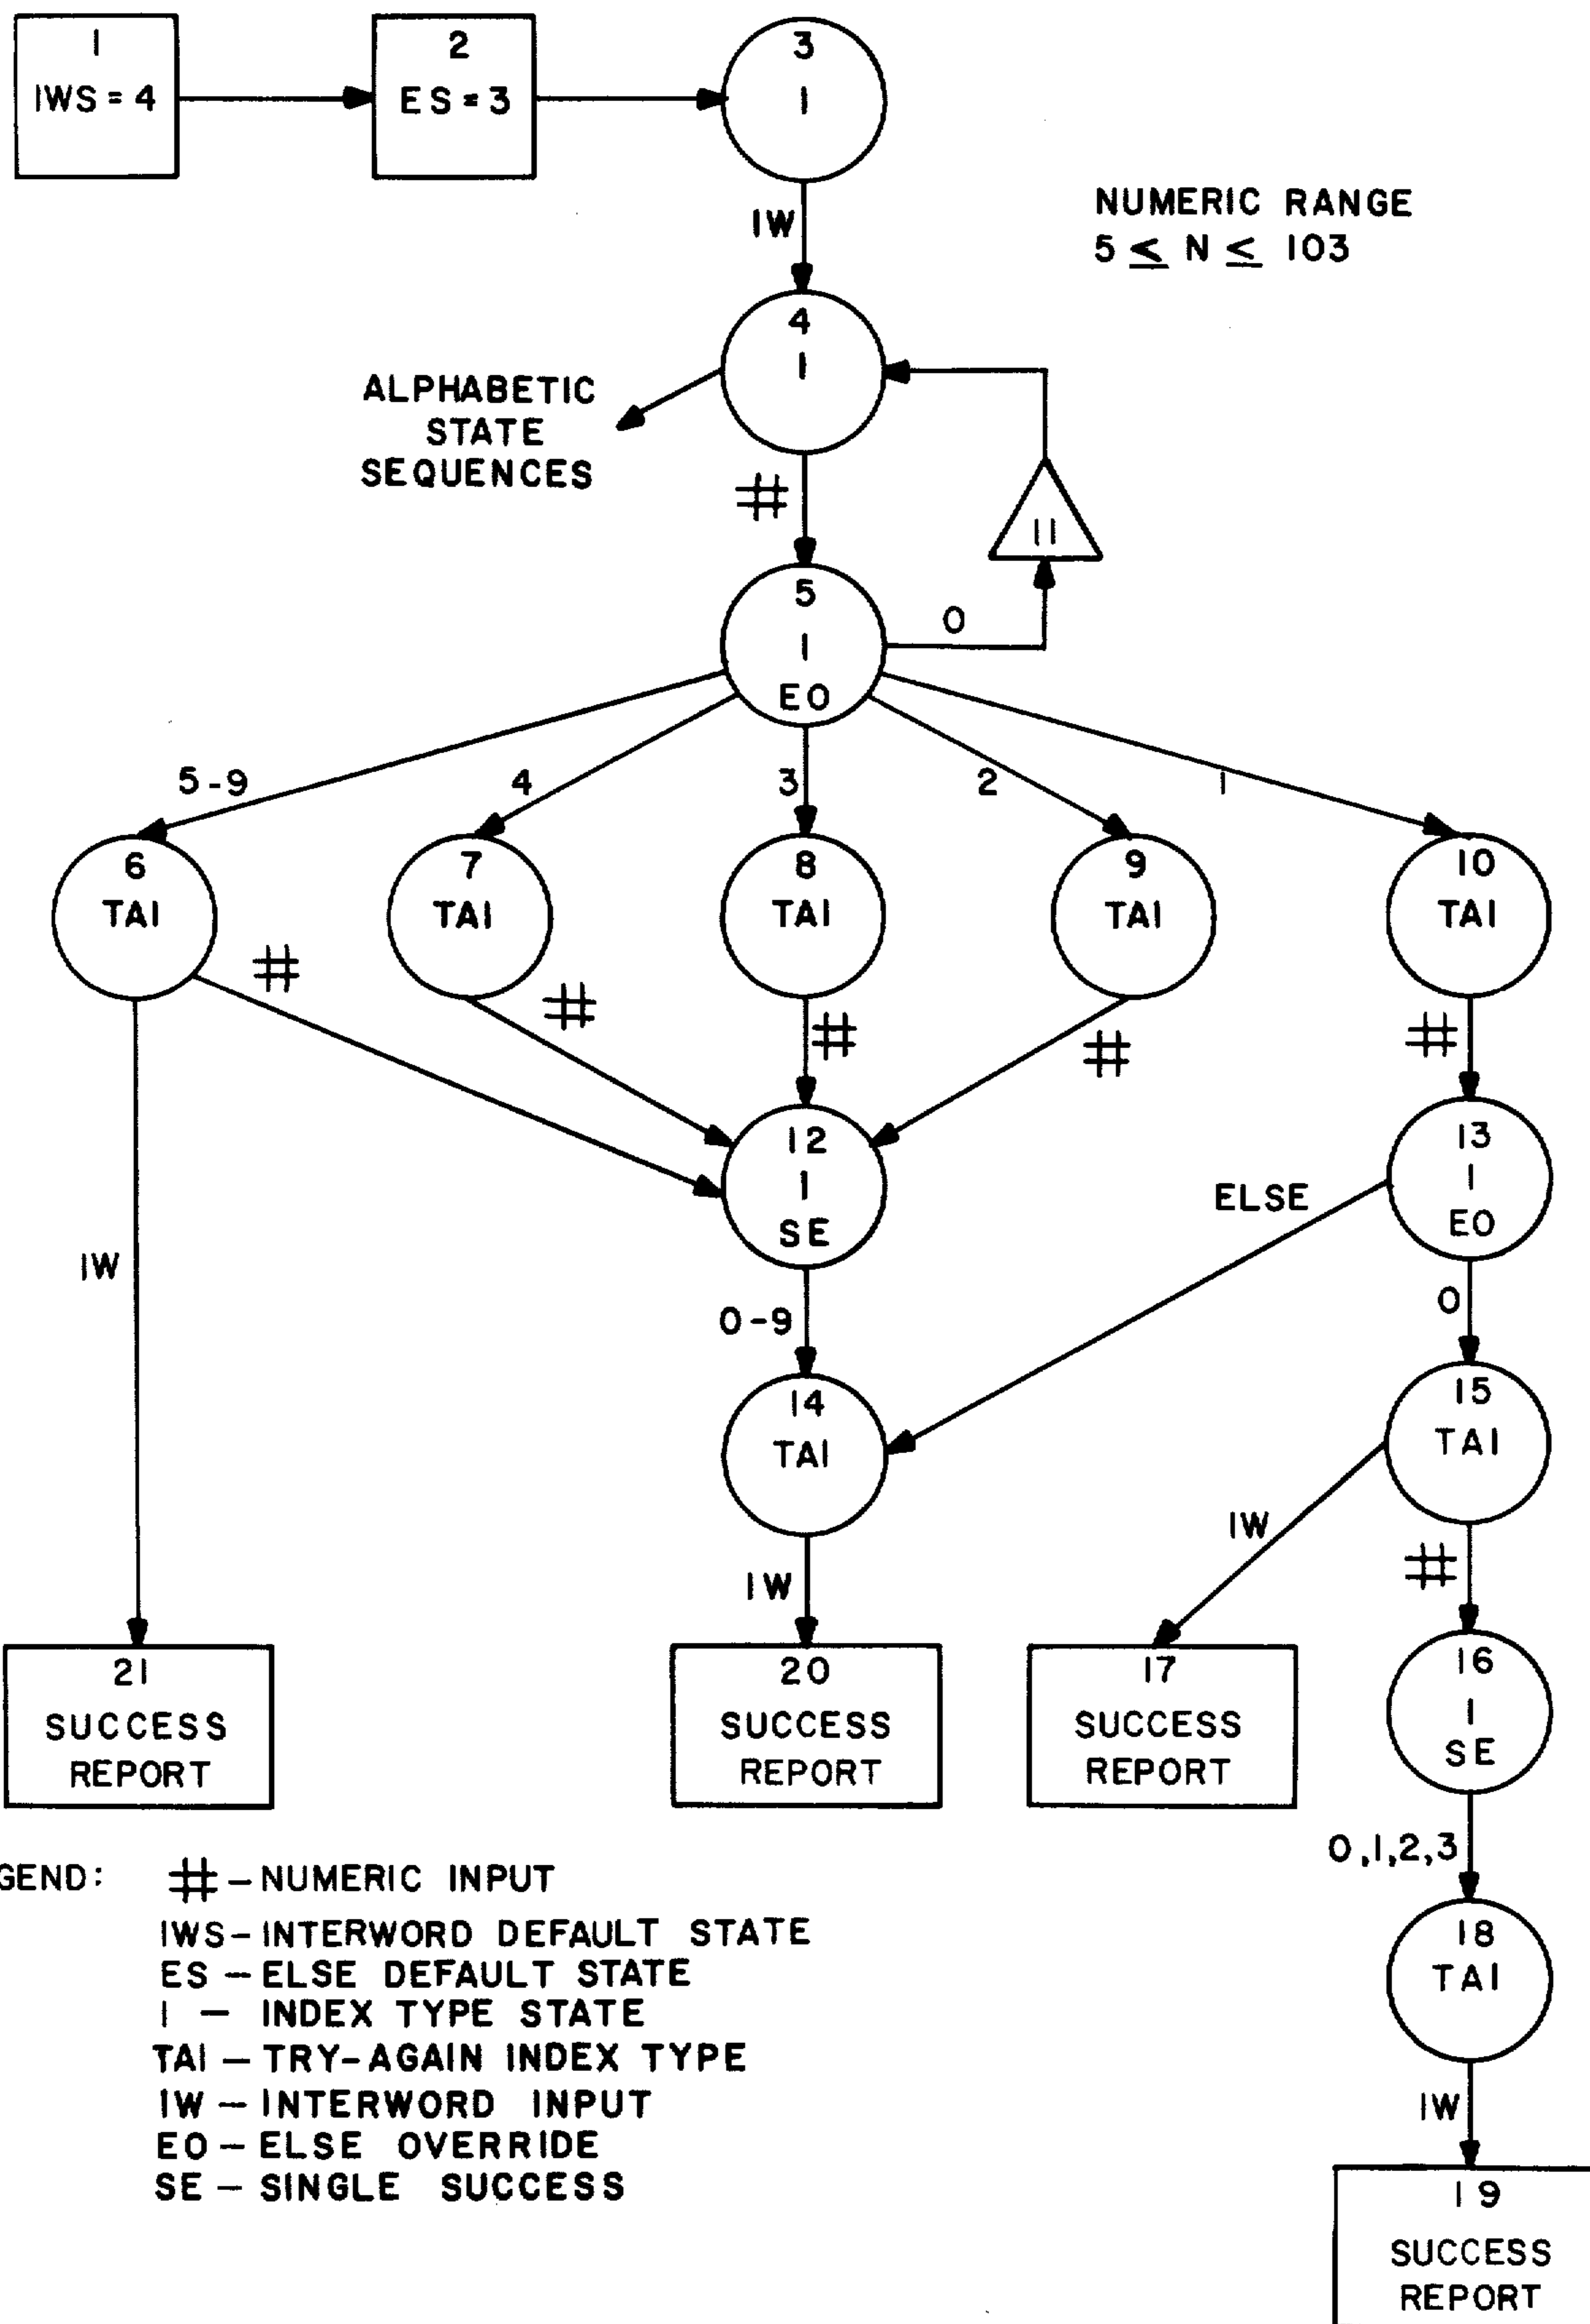 1
IWS = 4
2
ES = 3
3
I
IW
NUMERIC RANGE
5 ≤ N ≤ 103
4
I
ALPHABETIC
STATE
SEQUENCES
#
11
5
I
EO
0
5-9
4
3
2
1
6
TAI
7
TAI
8
TAI
9
TAI
10
TAI
#
#
#
#
#
12
I
SE
13
I
EO
ELSE
IW
0-9
0
14
TAI
15
TAI
IW
IW
#
21
SUCCESS
REPORT
20
SUCCESS
REPORT
17
SUCCESS
REPORT
16
I
SE
0,1,2,3
GEND: # – NUMERIC INPUT
IWS – INTERWORD DEFAULT STATE
ES – ELSE DEFAULT STATE
I – INDEX TYPE STATE
TAI – TRY-AGAIN INDEX TYPE
IW – INTERWORD INPUT
EO – ELSE OVERRIDE
SE – SINGLE SUCCESS
18
TAI
IW
19
SUCCESS
REPORT